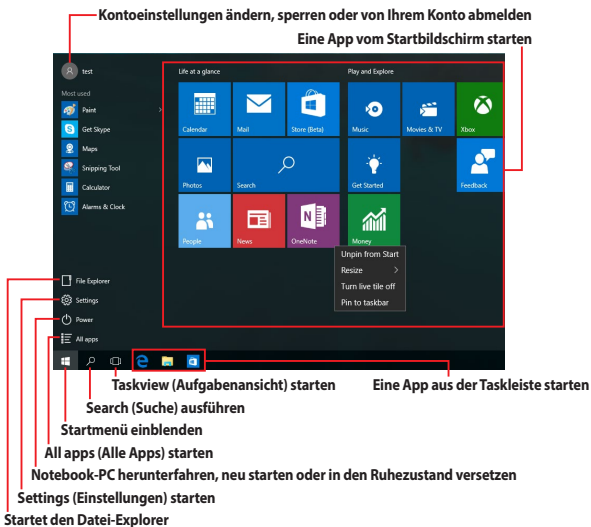 Kontoeinstellungen ändern, sperren oder von Ihrem Konto abmelden
Eine App vom Startbildschirm starten
test
Life at a glance
Play and Explore
Most used
Paint
Get Skype
Maps
Snipping Tool
Calculator
Alarms & Clock
Calendar
Mail
Store (Beta)
Music
Movies & TV
Xbox
Photos
Search
Get Started
Feedback
People
News
OneNote
Money
Unpin from Start
Resize
Turn live tile off
Pin to taskbar
File Explorer
Settings
Power
All apps
Taskview (Aufgabenansicht) starten
Eine App aus der Taskleiste starten
Search (Suche) ausführen
Startmenü einblenden
All apps (Alle Apps) starten
Notebook-PC herunterfahren, neu starten oder in den Ruhezustand versetzen
Settings (Einstellungen) starten
Startet den Datei-Explorer